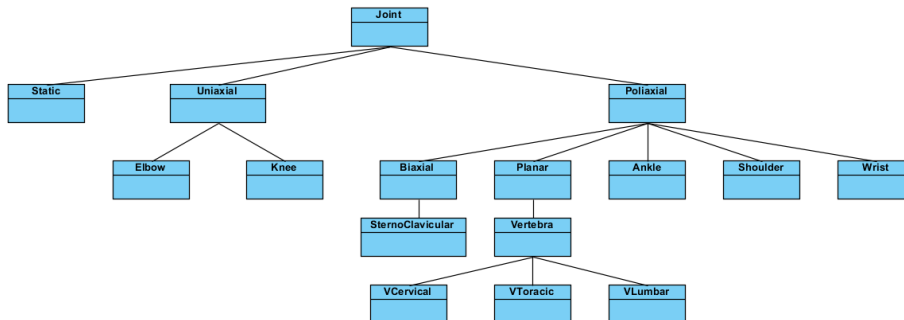 Joint
Static
Uniaxial
Poliaxial
Elbow
Knee
Biaxial
Planar
Ankle
Shoulder
Wrist
SternoClavicular
Vertebra
VCervical
VToracic
VLumbar